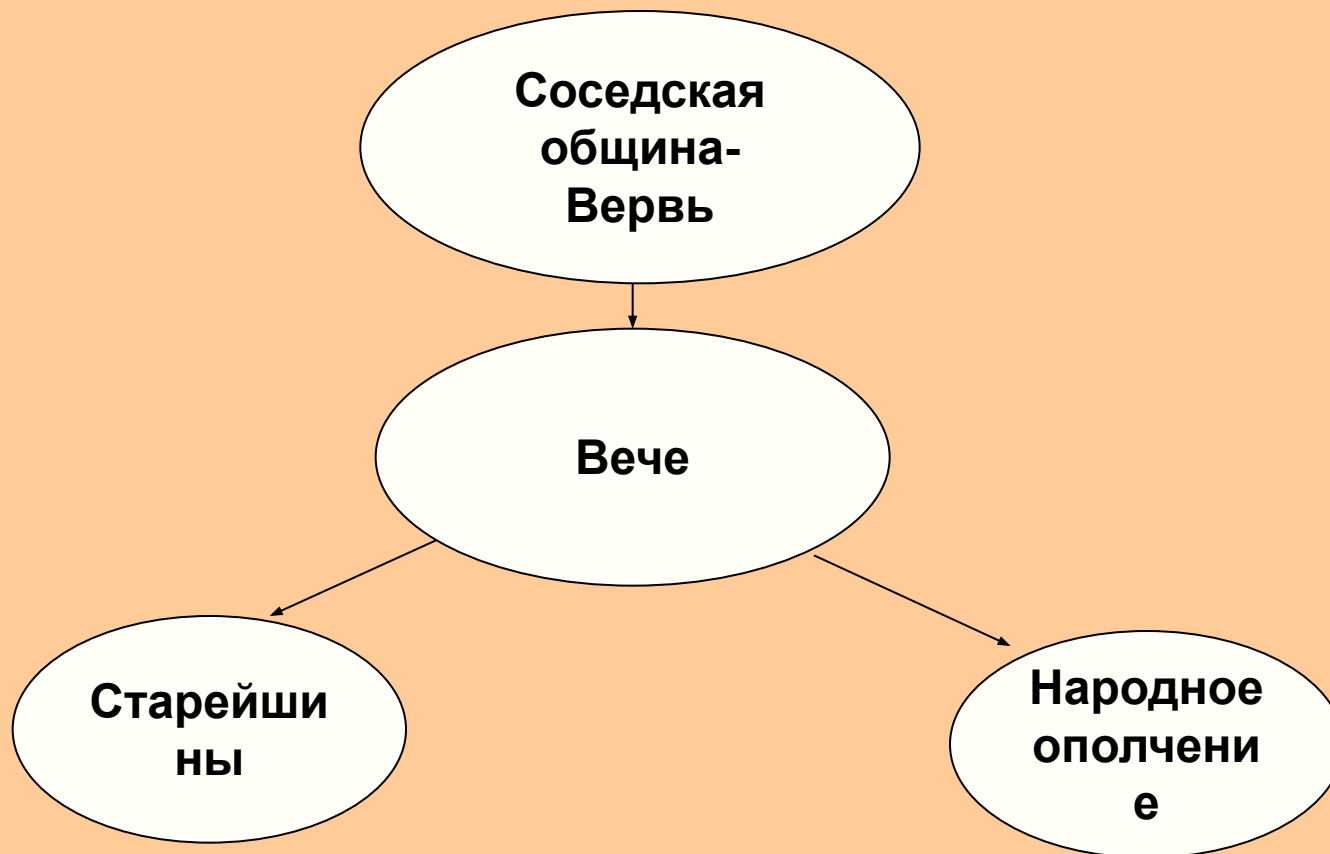 Соседская
община-
Вервь
Вече
Старейши
ны
Народное
ополчени
е